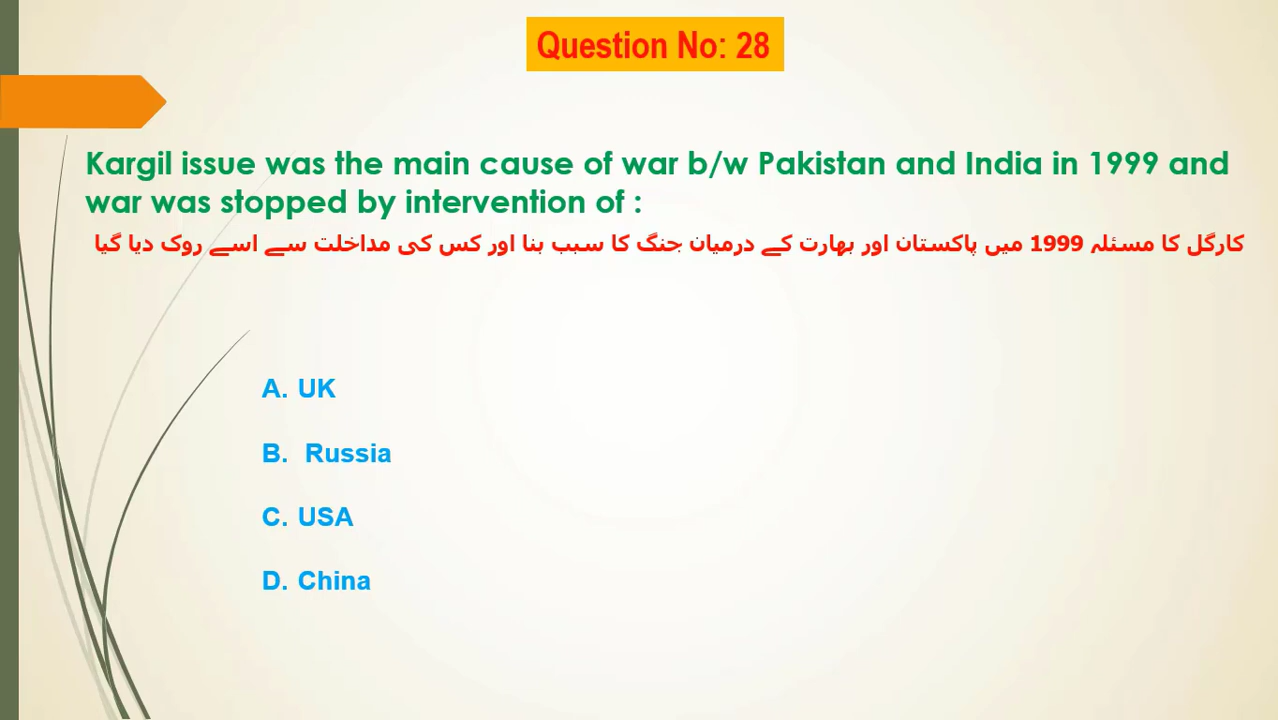 Question No: 28
Kargil issue was the main cause of war b/w Pakistan and India in 1999 and
war was stopped by intervention of :
کارگل کا مسئلہ 1999 میں پاکستان اور بھارت کے درمیان جنگ کا سبب بنا اور کس کی مداخلت سے اسے روک دیا گیا
A. UK
B. Russia
C. USA
D. China